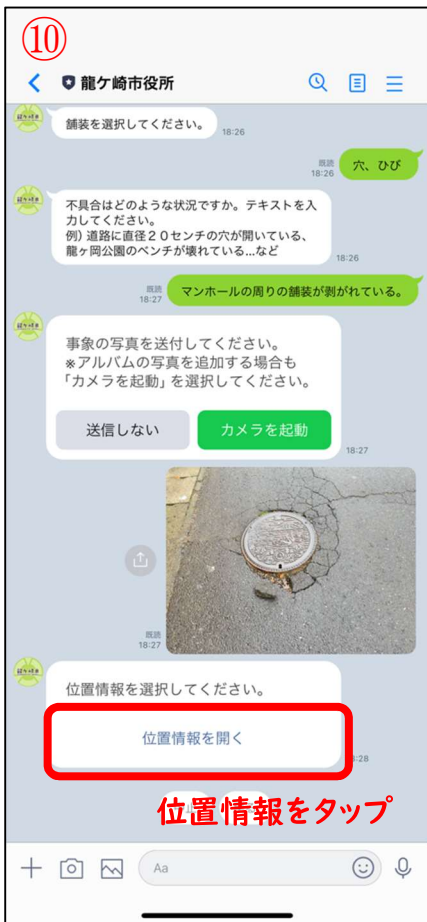 ⑩
龍ケ崎市役所
舗装を選択してください。
18:26
既読
18:26
穴、ひび
不具合はどのような状況ですか。テキストを入
力してください。
例) 道路に直径２０センチの穴が開いている、
龍ヶ岡公園のベンチが壊れている...など
18:26
既読
18:27
マンホールの周りの舗装が剥がれている。
事象の写真を送付してください。
※アルバムの写真を追加する場合も
「カメラを起動」を選択してください。
送信しない
カメラを起動
18:27
既読
18:27
位置情報を選択してください。
位置情報を開く
:28
位置情報をタップ
Aa